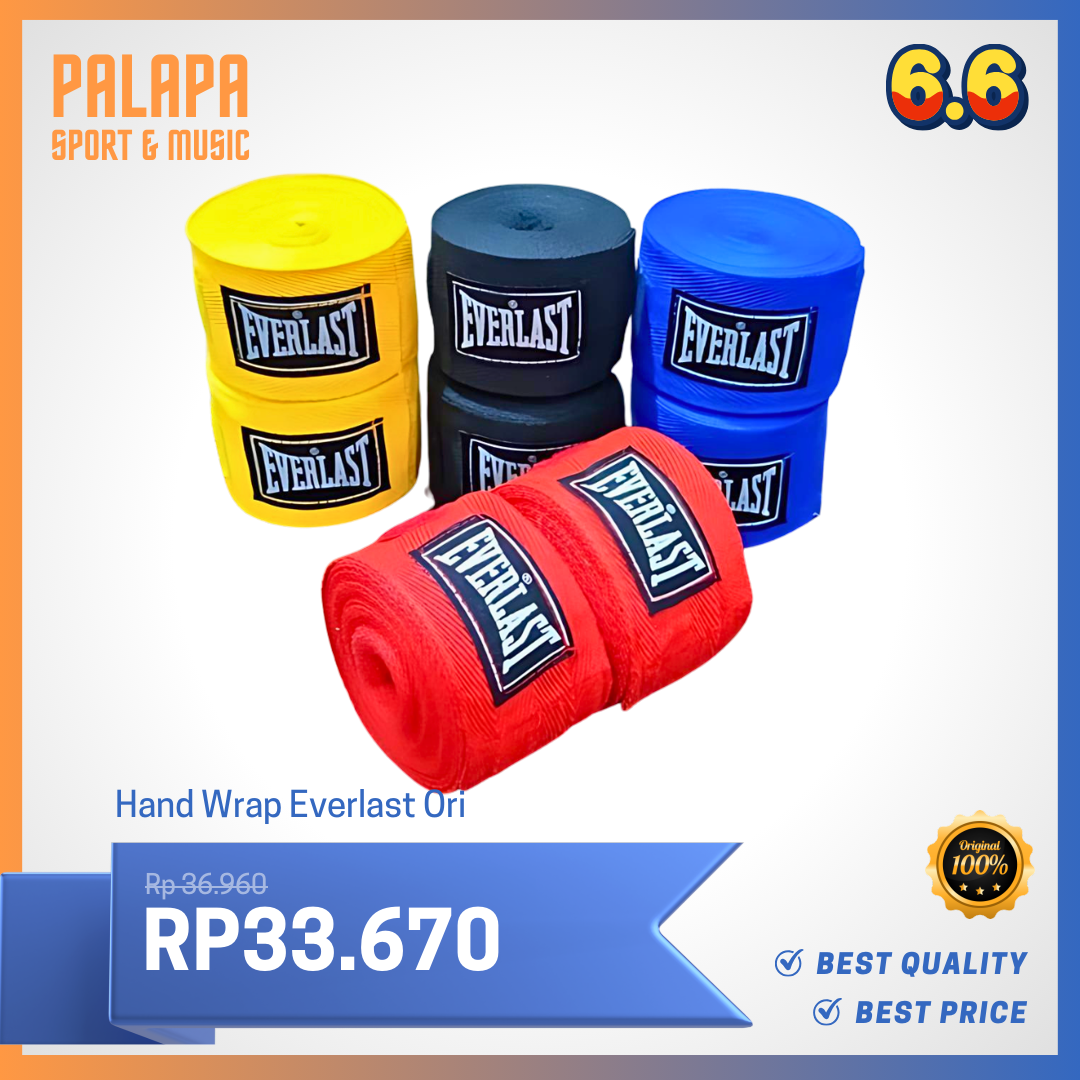 PALAPA
SPORT & MUSIC
6.6
EVERLAST
EVERLAST
EVERLAST
EVERLAST
EVERLAST
EVERLAST
Hand Wrap Everlast Ori
Rp 36.960
RP33.670
Original
100%
BEST QUALITY
BEST PRICE